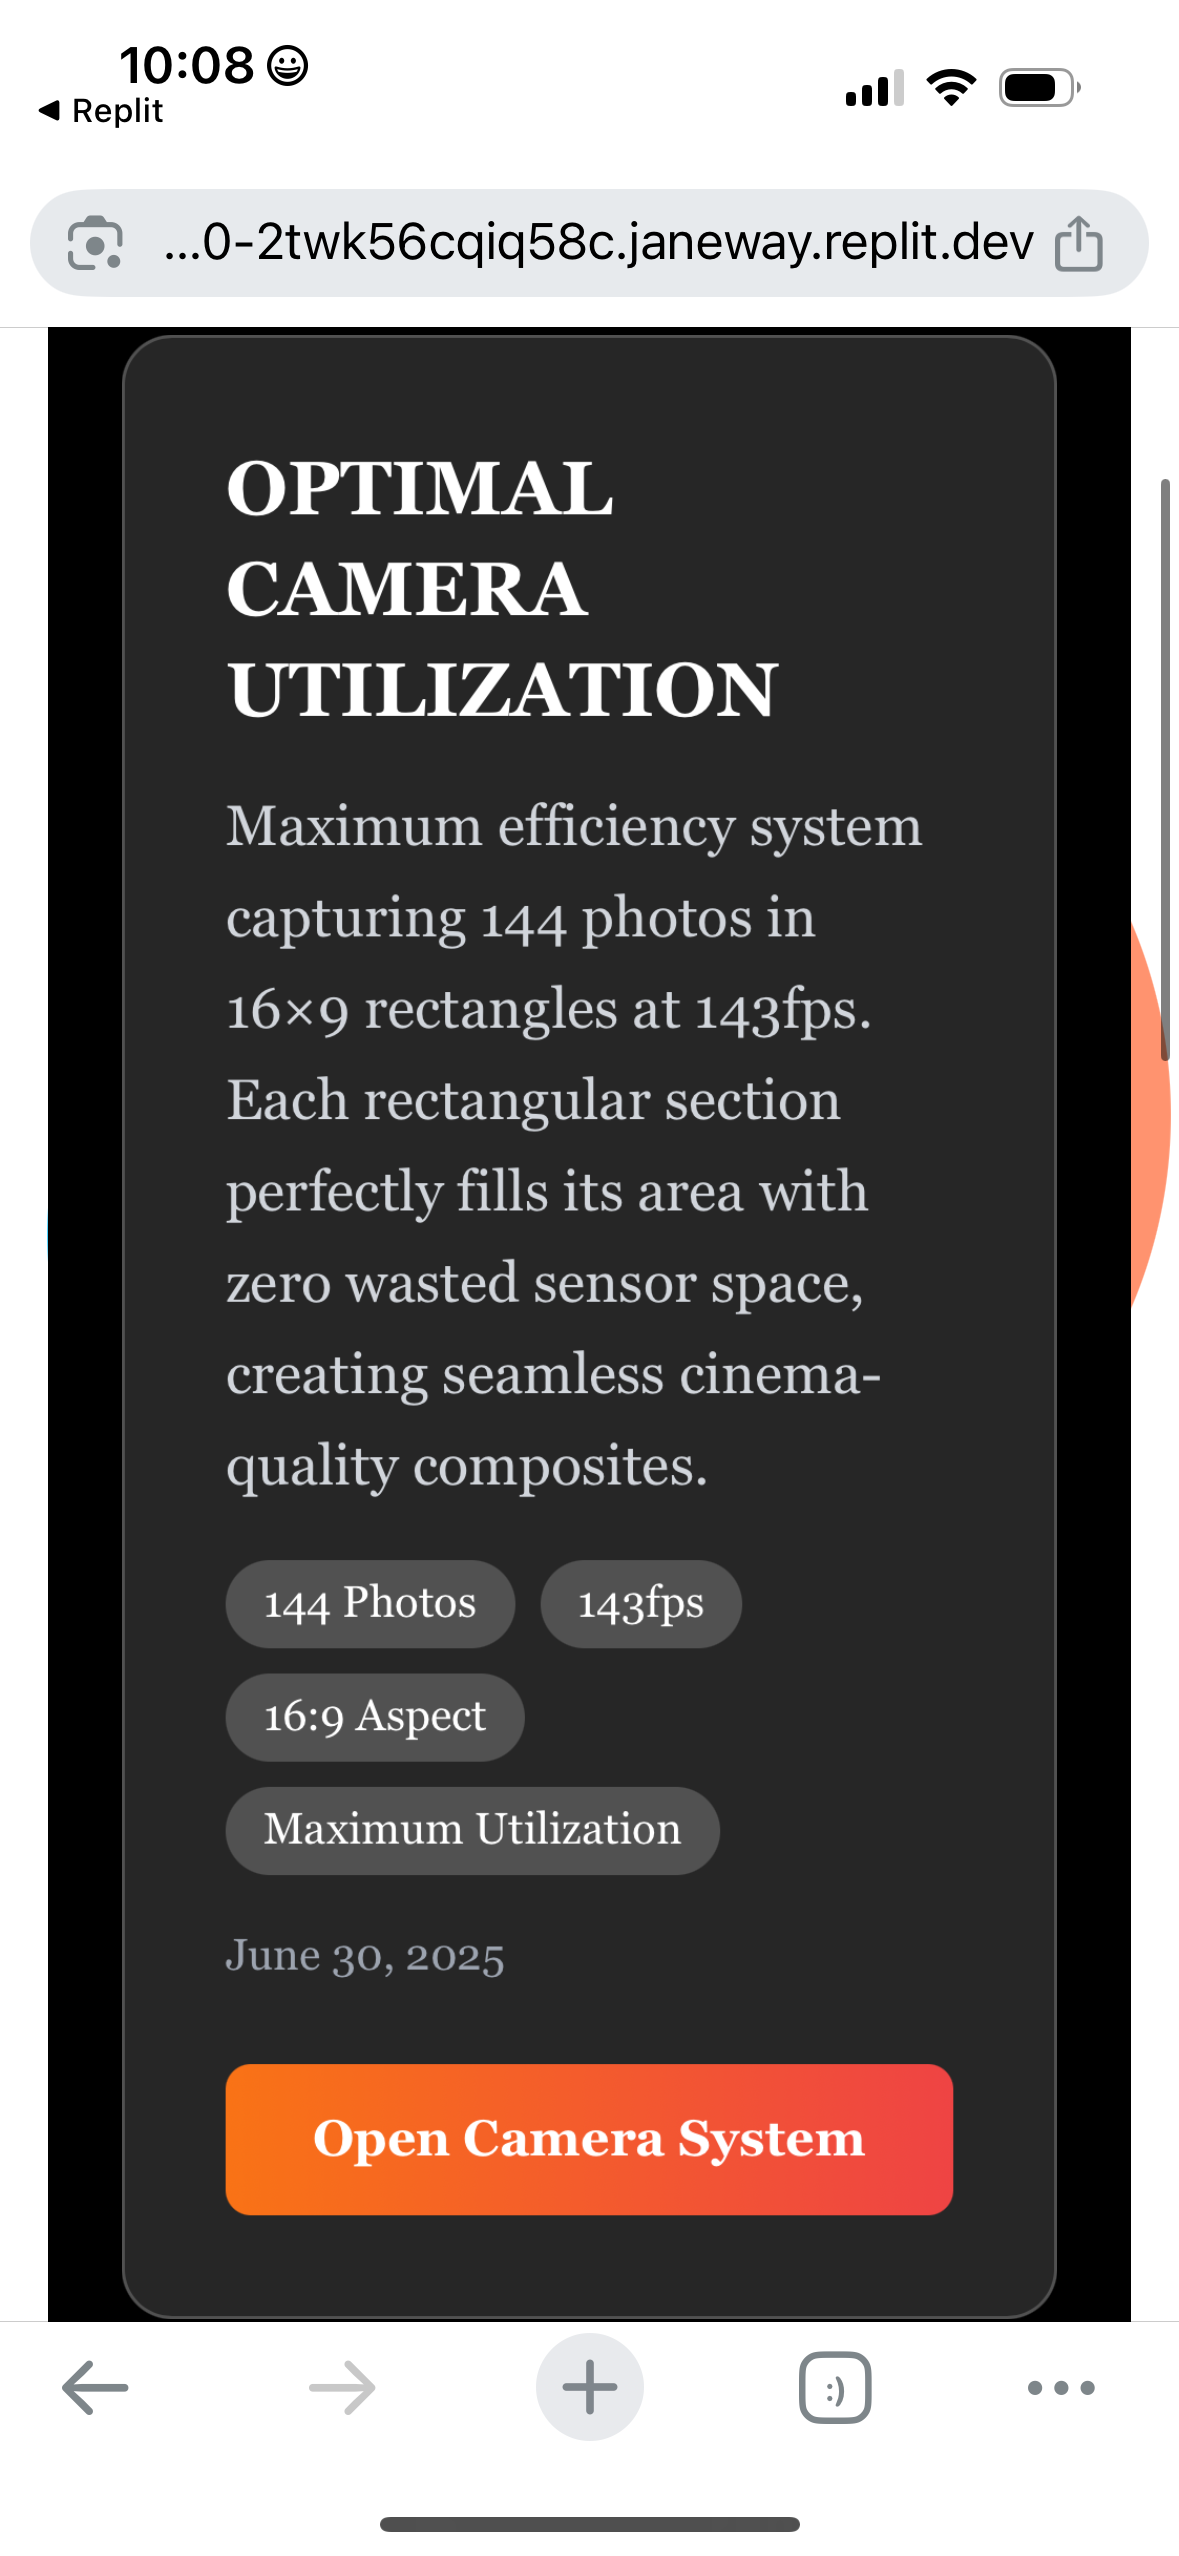 10:08
Replit
...0-2twk56cqiq58c.janeway.replit.dev
OPTIMAL
CAMERA
UTILIZATION
Maximum efficiency system
capturing 144 photos in
16×9 rectangles at 143fps.
Each rectangular section
perfectly fills its area with
zero wasted sensor space,
creating seamless cinema-
quality composites.
144 Photos 143fps
16:9 Aspect
Maximum Utilization
June 30, 2025
Open Camera System
:)